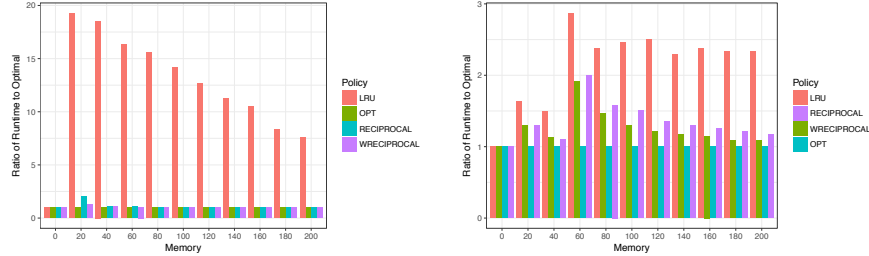 20
15
10
5
0
Ratio of Runtime to Optimal
0 20 40 60 80 100 120 140 160 180 200
Memory
Policy
LRU
OPT
RECIPROCAL
WRECIPROCAL
3
2
1
0
Ratio of Runtime to Optimal
0 20 40 60 80 100 120 140 160 180 200
Memory
Policy
LRU
RECIPROCAL
WRECIPROCAL
OPT